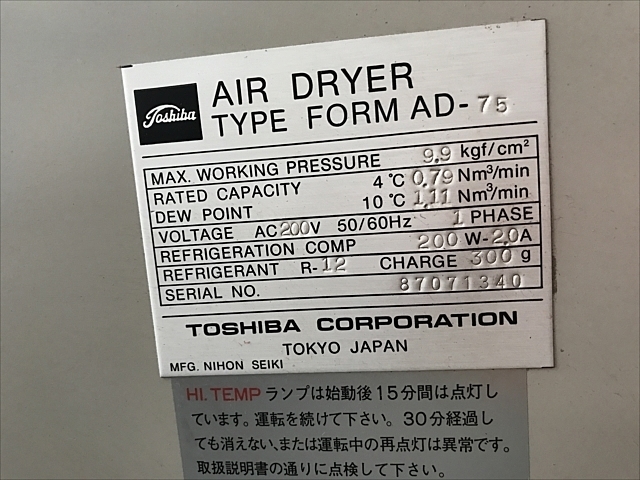 Toshiba
AIR DRYER
TYPE FORM AD-75
MAX. WORKING PRESSURE 9.9 kgf/cm²
RATED CAPACITY 4℃ 0.79 Nm³/min
DEW POINT 10℃ 1.11 Nm³/min
VOLTAGE AC200V 50/60Hz 1 PHASE
REFRIGERATION COMP 200 W-2.0A
REFRIGERANT R-12 CHARGE 300 g
SERIAL NO. 87071340
TOSHIBA CORPORATION
TOKYO JAPAN
MFG. NIHON SEIKI
HI.TEMP ランプは始動後15分間は点灯し
ています。運転を続けて下さい。30分経過し
ても消えない、または運転中の再点灯は異常です。
取扱説明書の通りに点検して下さい。